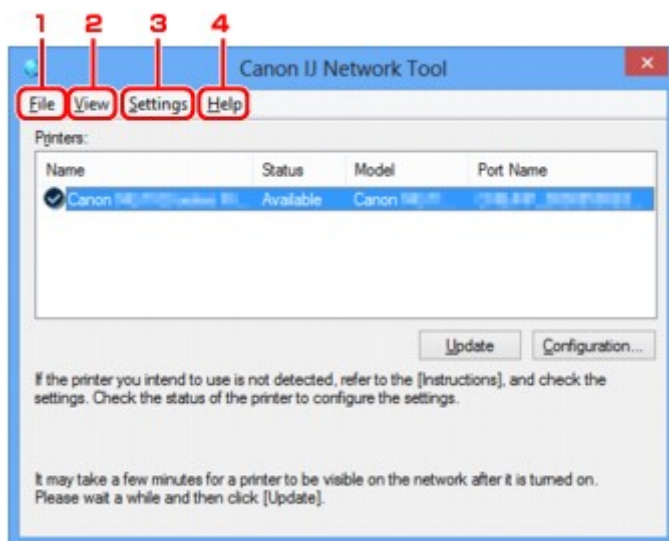 1 2 3 4
Canon IJ Network Tool
File View Settings Help
Printers:
Name Status Model Port Name
Canon Available Canon
Update Configuration...
If the printer you intend to use is not detected, refer to the [Instructions], and check the
settings. Check the status of the printer to configure the settings.
It may take a few minutes for a printer to be visible on the network after it is turned on.
Please wait a while and then click [Update].